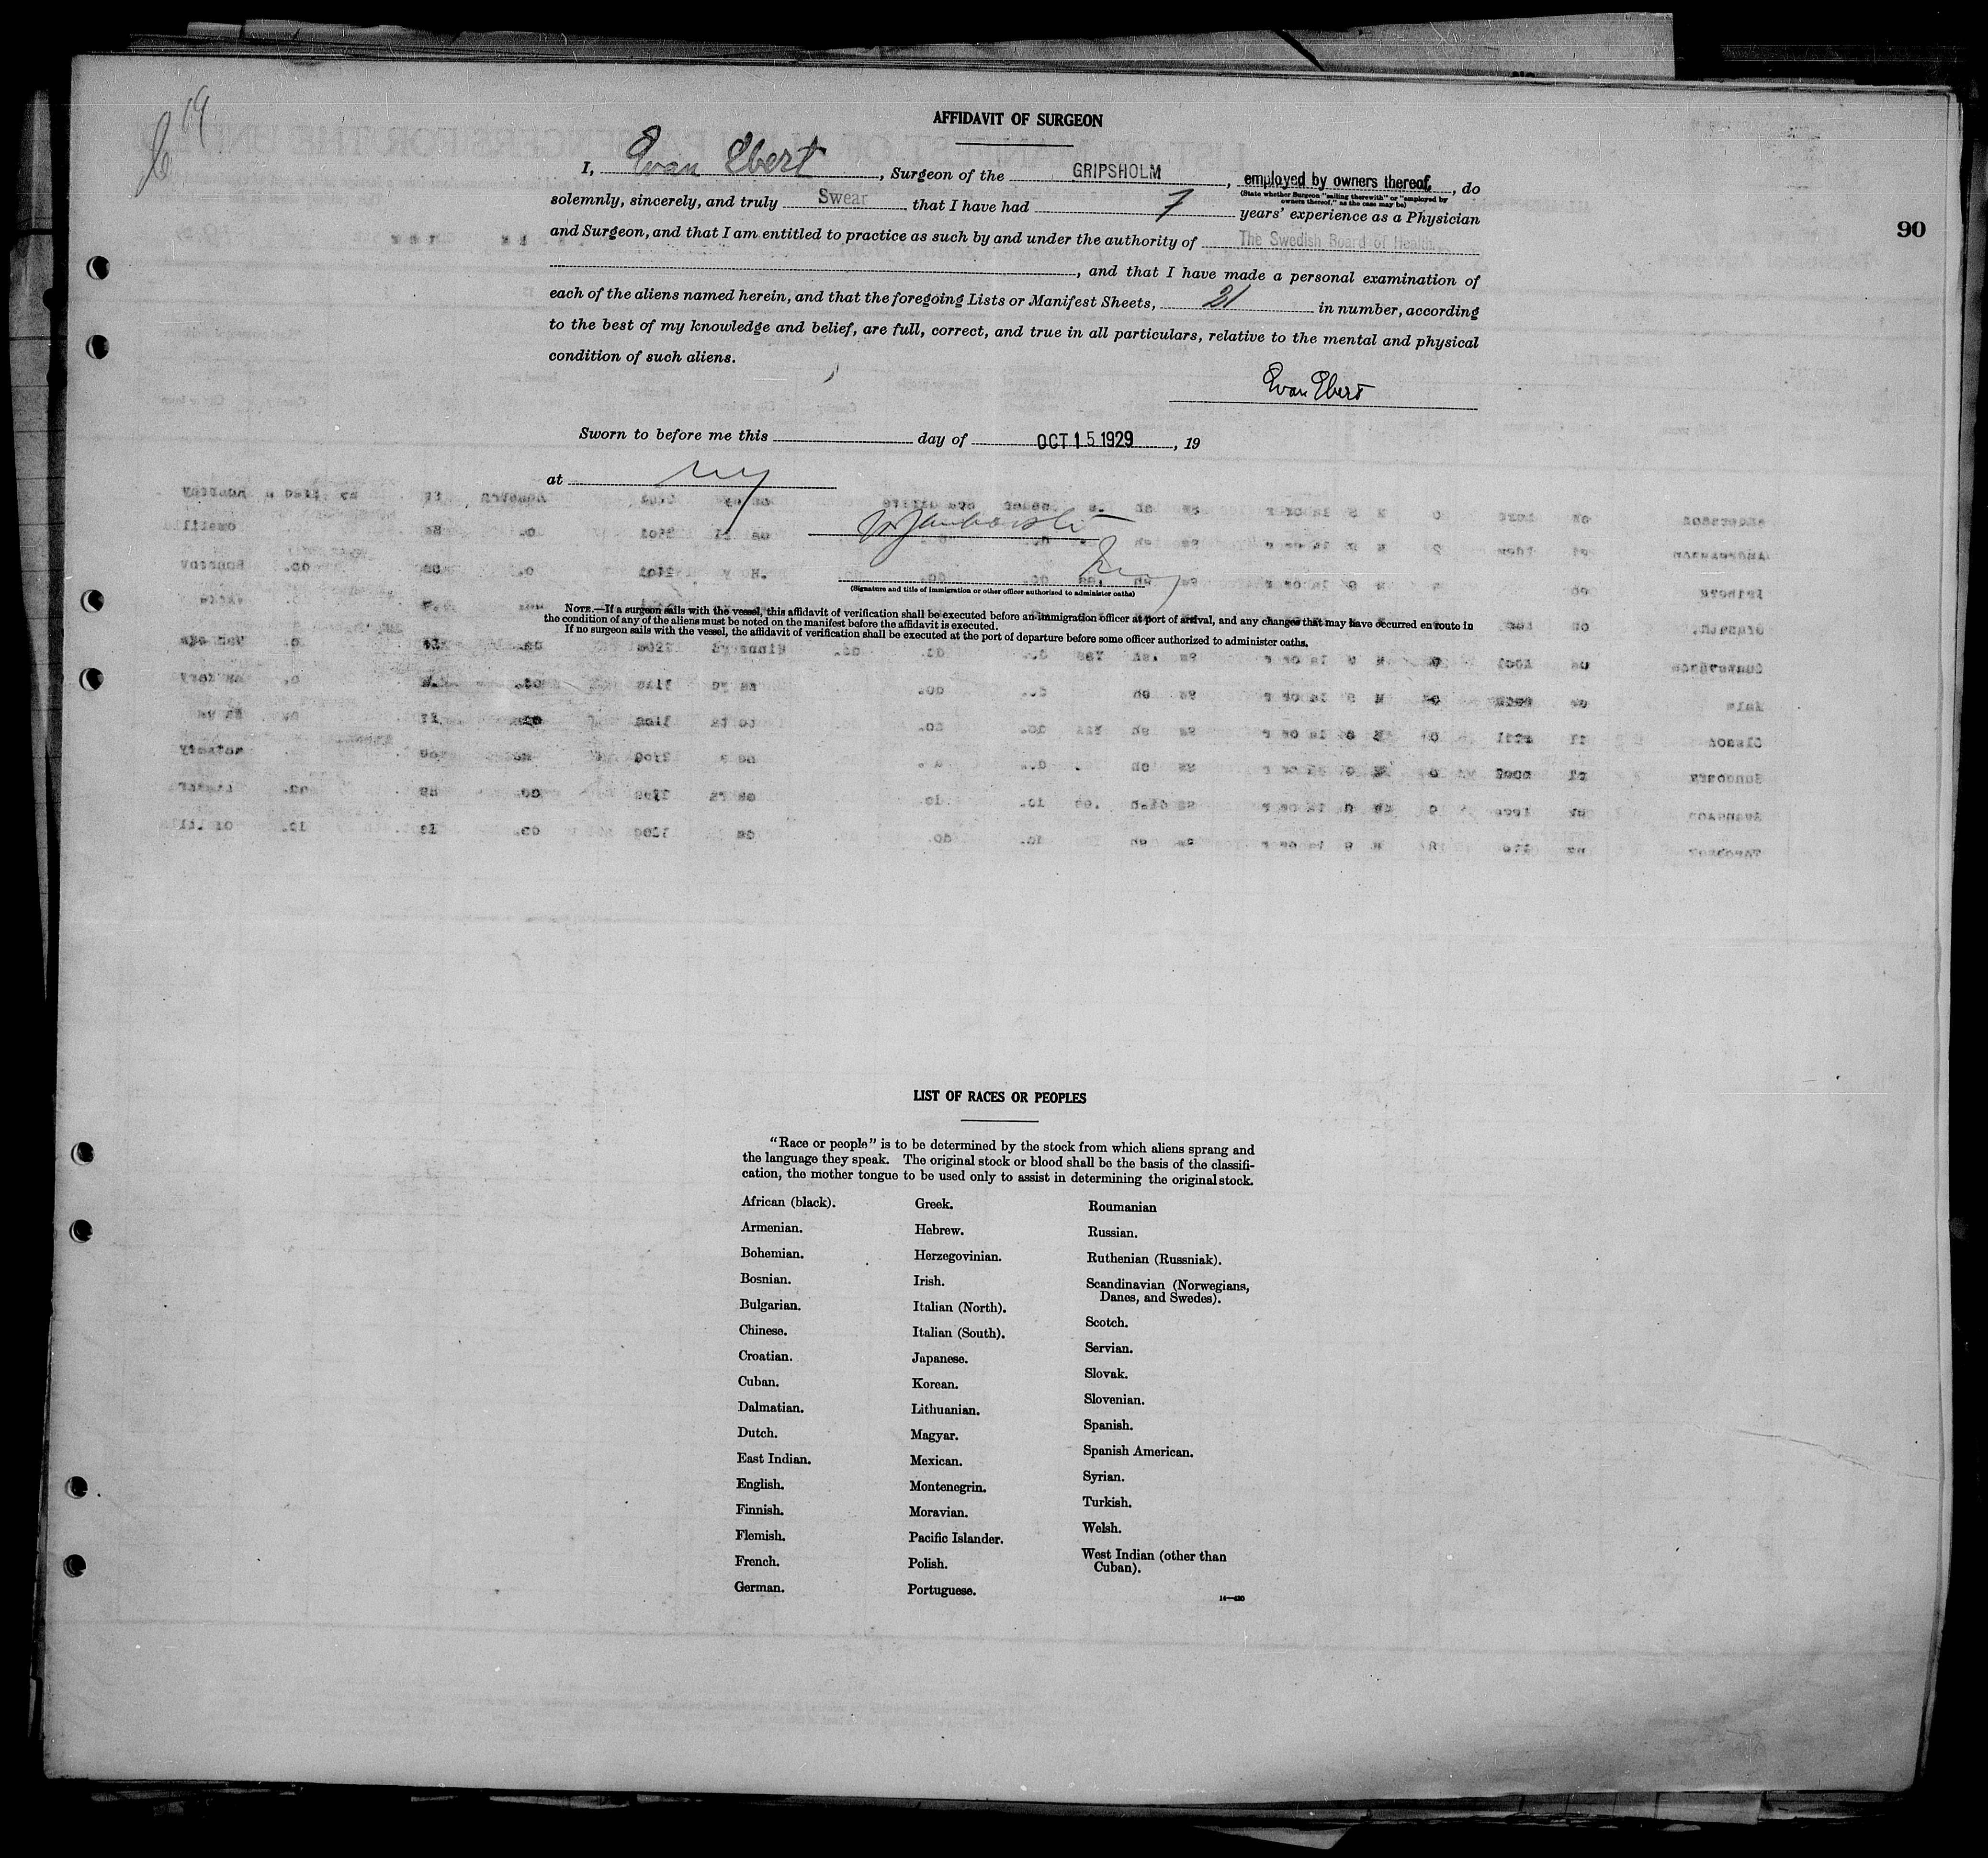 19
AFFIDAVIT OF SURGEON
I, Evan Ebert, Surgeon of the GRIPSHOLM, employed by owners thereof, do
(State whether Surgeon "sailing therewith" or "employed by
owners thereof," as the case may be)
solemnly, sincerely, and truly Swear that I have had 7 years' experience as a Physician
and Surgeon, and that I am entitled to practice as such by and under the authority of The Swedish Board of Health.
, and that I have made a personal examination of
each of the aliens named herein, and that the foregoing Lists or Manifest Sheets, 21 in number, according
to the best of my knowledge and belief, are full, correct, and true in all particulars, relative to the mental and physical
condition of such aliens.
Evan Ebert
Sworn to before me this day of OCT 15 1929, 19
at NY
(Signature and title of immigration or other officer authorized to administer oaths)
NOTE.—If a surgeon sails with the vessel, this affidavit of verification shall be executed before an immigration officer at port of arrival, and any changes that may have occurred en route in
the condition of any of the aliens must be noted on the manifest before the affidavit is executed.
If no surgeon sails with the vessel, the affidavit of verification shall be executed at the port of departure before some officer authorized to administer oaths.
90
LIST OF RACES OR PEOPLES
"Race or people" is to be determined by the stock from which aliens sprang and
the language they speak. The original stock or blood shall be the basis of the classifi-
cation, the mother tongue to be used only to assist in determining the original stock.
African (black).
Armenian.
Bohemian.
Bosnian.
Bulgarian.
Chinese.
Croatian.
Cuban.
Dalmatian.
Dutch.
East Indian.
English.
Finnish.
Flemish.
French.
German.
Greek.
Hebrew.
Herzegovinian.
Irish.
Italian (North).
Italian (South).
Japanese.
Korean.
Lithuanian.
Magyar.
Mexican.
Montenegrin.
Moravian.
Pacific Islander.
Polish.
Portuguese.
Roumanian
Russian.
Ruthenian (Russniak).
Scandinavian (Norwegians,
Danes, and Swedes).
Scotch.
Servian.
Slovak.
Slovenian.
Spanish.
Spanish American.
Syrian.
Turkish.
Welsh.
West Indian (other than
Cuban).
14—430